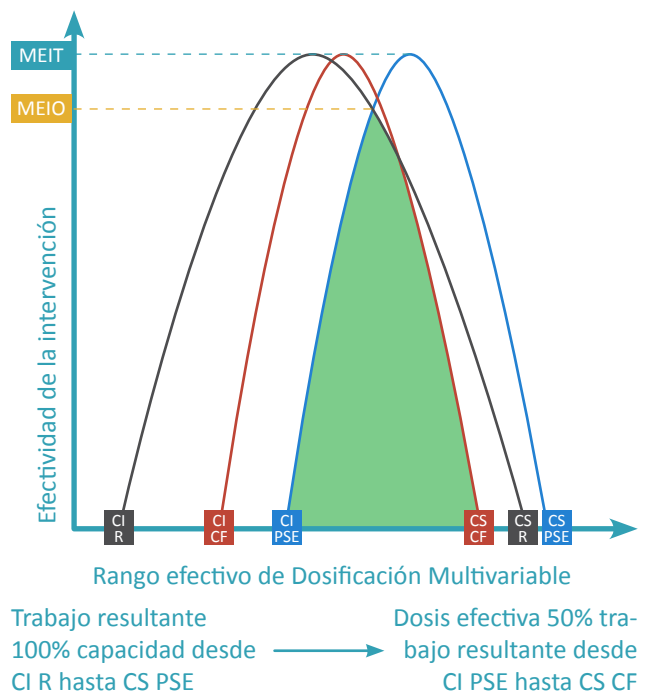 MEIT
MEIO
Efectividad de la intervención
CI
R
CI
CF
CI
PSE
CS
CF
CS
R
CS
PSE
Rango efectivo de Dosificación Multivariable
Trabajo resultante
100% capacidad desde
CI R hasta CS PSE
Dosis efectiva 50% tra-
bajo resultante desde
CI PSE hasta CS CF